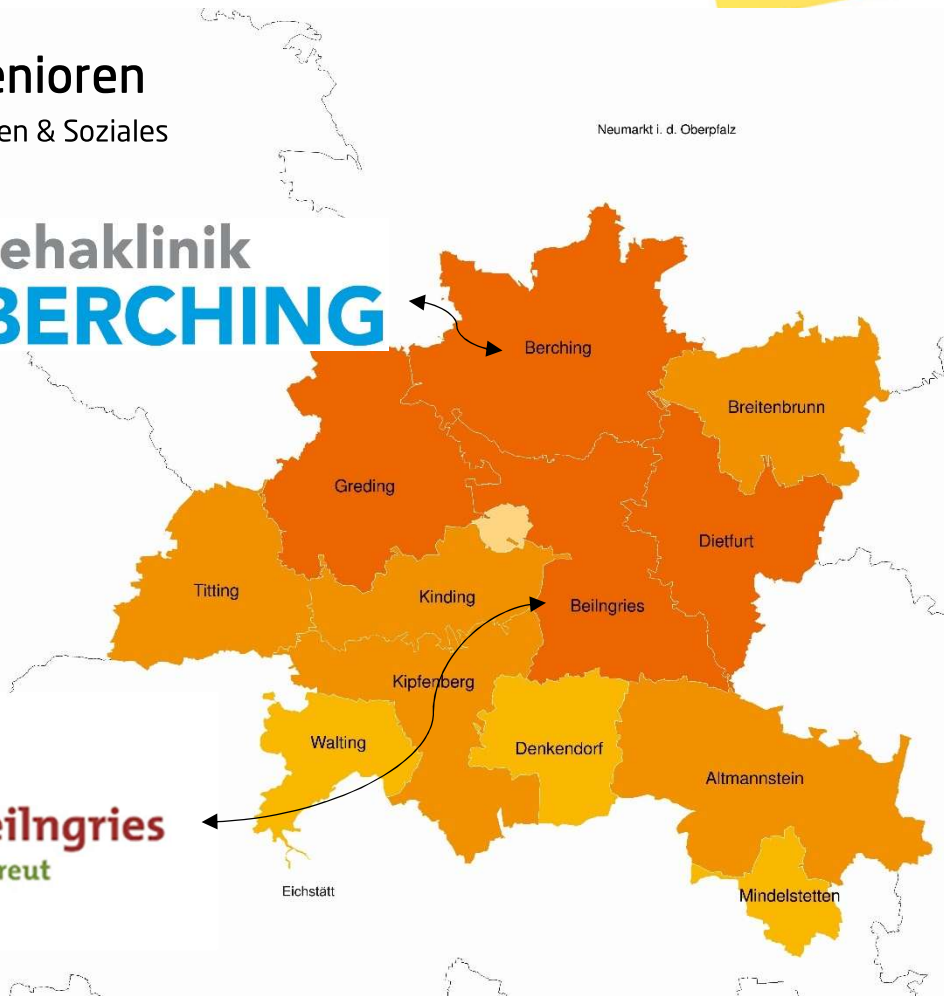 enioren
en & Soziales
Neumarkt i. d. Oberpfalz
ehaklinik
BERCHING
Berching
Breitenbrunn
Greding
Dietfurt
Titting
Kinding
Beilngries
Kipfenberg
Walting
Denkendorf
Altmannstein
eilngries
reut
Eichstätt
Mindelstetten